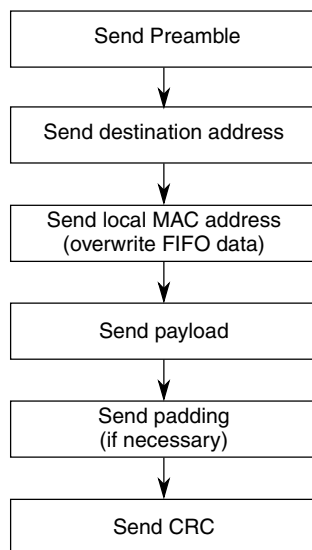 Send Preamble
Send destination address
Send local MAC address
(overwrite FIFO data)
Send payload
Send padding
(if necessary)
Send CRC